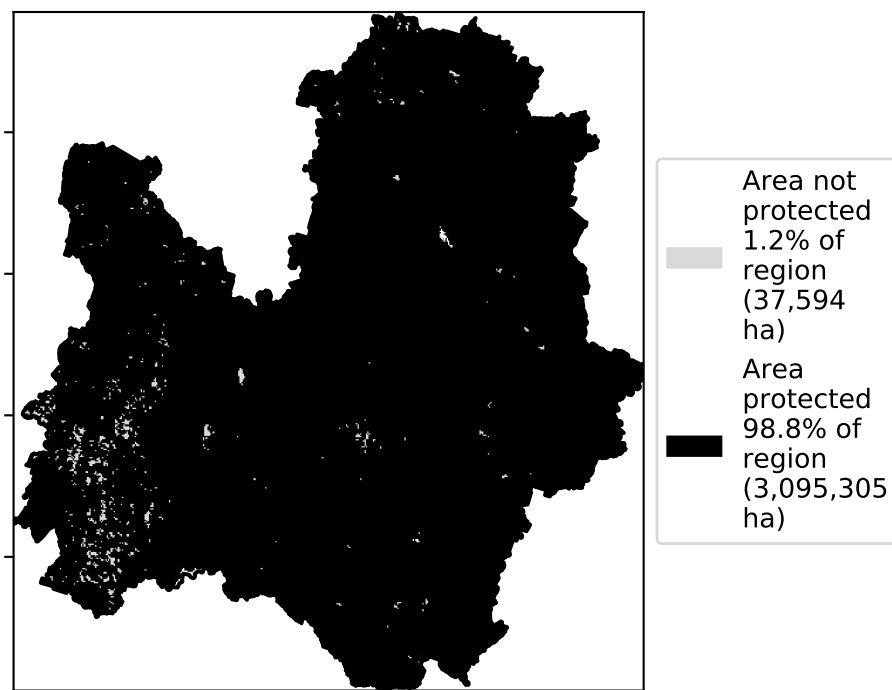 Area not
protected
1.2% of
region
(37,594
ha)
Area
protected
98.8% of
region
(3,095,305
ha)